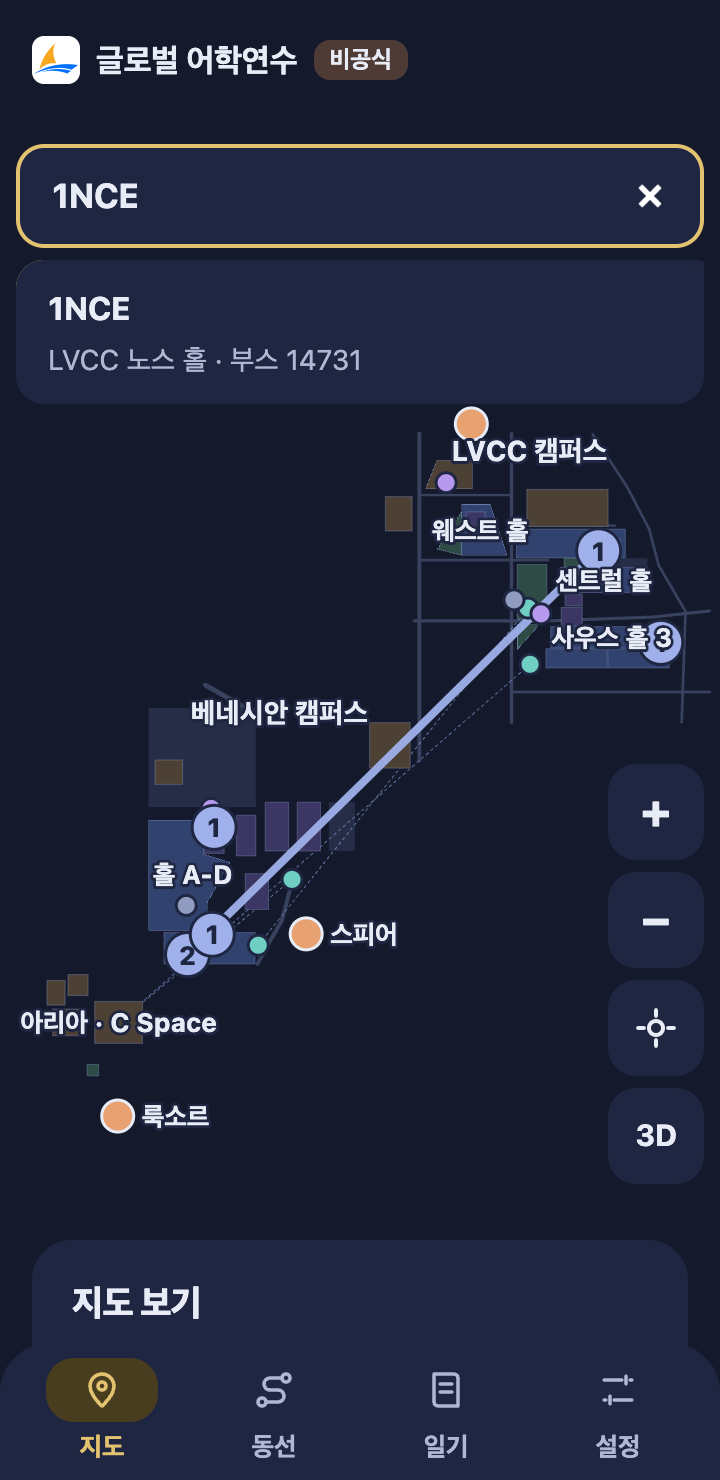 글로벌 어학연수 비공식
1NCE
1NCE
LVCC 노스 홀 · 부스 14731
LVCC 캠퍼스
웨스트 홀
1
센트럴 홀
사우스 홀 3
베네시안 캠퍼스
1
홀 A-D
1
2
스피어
아리아 · C Space
룩소르
+
−
3D
지도 보기
지도 동선 일기 설정